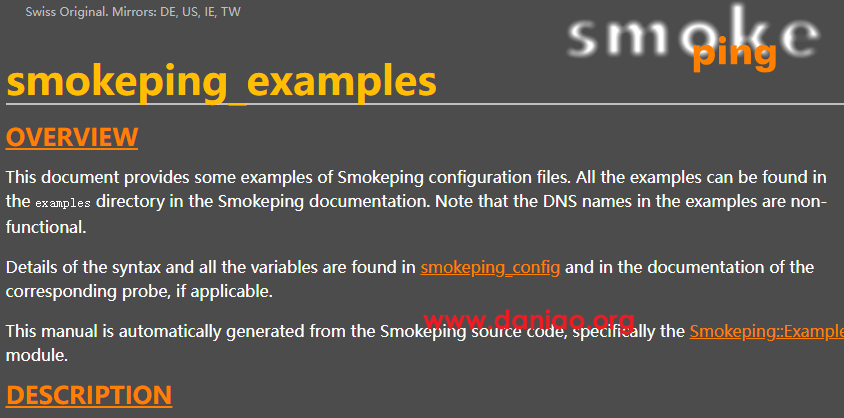 Swiss Original. Mirrors: DE, US, IE, TW
smoke
ping
smokeping_examples
OVERVIEW
This document provides some examples of Smokeping configuration files. All the examples can be found in
the examples directory in the Smokeping documentation. Note that the DNS names in the examples are non-
functional.
Details of the syntax and all the variables are found in smokeping_config and in the documentation of the
corresponding probe, if applicable.
www.daniao.org
This manual is automatically generated from the Smokeping source code, specifically the Smokeping::Example
module.
DESCRIPTION